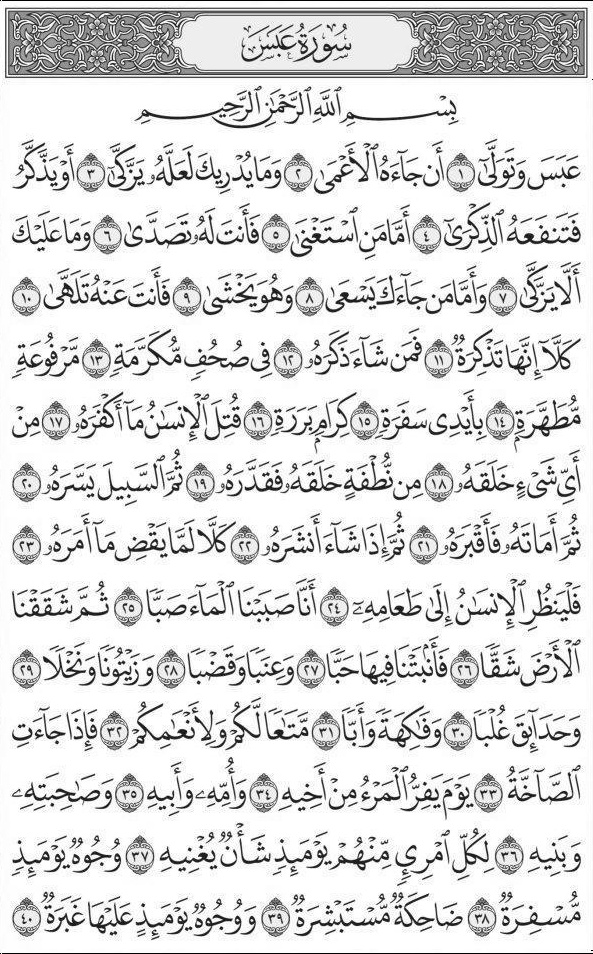 سُورَةُ عَبَسَ
بِسْمِ ٱللَّهِ ٱلرَّحْمَٰنِ ٱلرَّحِيمِ
عَبَسَ وَتَوَلَّىٰٓ ١ أَن جَآءَهُ ٱلْأَعْمَىٰ ٢ وَمَا يُدْرِيكَ لَعَلَّهُۥ يَزَّكَّىٰٓ ٣ أَوْ يَذَّكَّرُ
فَتَنفَعَهُ ٱلذِّكْرَىٰٓ ٤ أَمَّا مَنِ ٱسْتَغْنَىٰ ٥ فَأَنتَ لَهُۥ تَصَدَّىٰ ٦ وَمَا عَلَيْكَ
أَلَّا يَزَّكَّىٰ ٧ وَأَمَّا مَن جَآءَكَ يَسْعَىٰ ٨ وَهُوَ يَخْشَىٰ ٩ فَأَنتَ عَنْهُ تَلَهَّىٰ ١٠
كَلَّآ إِنَّهَا تَذْكِرَةٌ ١١ فَمَن شَآءَ ذَكَرَهُۥ ١٢ فِى صُحُفٍ مُّكَرَّمَةٍ ١٣ مَّرْفُوعَةٍ
مُّطَهَّرَةٍۭ ١٤ بِأَيْدِى سَفَرَةٍ ١٥ كِرَامٍۭ بَرَرَةٍ ١٦ قُتِلَ ٱلْإِنسَٰنُ مَآ أَكْفَرَهُۥ ١٧ مِنْ
أَىِّ شَىْءٍ خَلَقَهُۥ ١٨ مِن نُّطْفَةٍ خَلَقَهُۥ فَقَدَّرَهُۥ ١٩ ثُمَّ ٱلسَّبِيلَ يَسَّرَهُۥ ٢٠
ثُمَّ أَمَاتَهُۥ فَأَقْبَرَهُۥ ٢١ ثُمَّ إِذَا شَآءَ أَنشَرَهُۥ ٢٢ كَلَّا لَمَّا يَقْضِ مَآ أَمَرَهُۥ ٢٣
فَلْيَنظُرِ ٱلْإِنسَٰنُ إِلَىٰ طَعَامِهِۦٓ ٢٤ أَنَّا صَبَبْنَا ٱلْمَآءَ صَبًّا ٢٥ ثُمَّ شَقَقْنَا
ٱلْأَرْضَ شَقًّا ٢٦ فَأَنۢبَتْنَا فِيهَا حَبًّا ٢٧ وَعِنَبًا وَقَضْبًا ٢٨ وَزَيْتُونًا وَنَخْلًا ٢٩
وَحَدَآئِقَ غُلْبًا ٣٠ وَفَٰكِهَةً وَأَبًّا ٣١ مَّتَٰعًا لَّكُمْ وَلِأَنْعَٰمِكُمْ ٣٢ فَإِذَا جَآءَتِ
ٱلصَّآخَّةُ ٣٣ يَوْمَ يَفِرُّ ٱلْمَرْءُ مِنْ أَخِيهِ ٣٤ وَأُمِّهِۦ وَأَبِيهِ ٣٥ وَصَٰحِبَتِهِۦ
وَبَنِيهِ ٣٦ لِكُلِّ ٱمْرِئٍ مِّنْهُمْ يَوْمَئِذٍ شَأْنٌ يُغْنِيهِ ٣٧ وُجُوهٌ يَوْمَئِذٍ
مُّسْفِرَةٌ ٣٨ ضَاحِكَةٌ مُّسْتَبْشِرَةٌ ٣٩ وَوُجُوهٌ يَوْمَئِذٍ عَلَيْهَا غَبَرَةٌ ٤٠